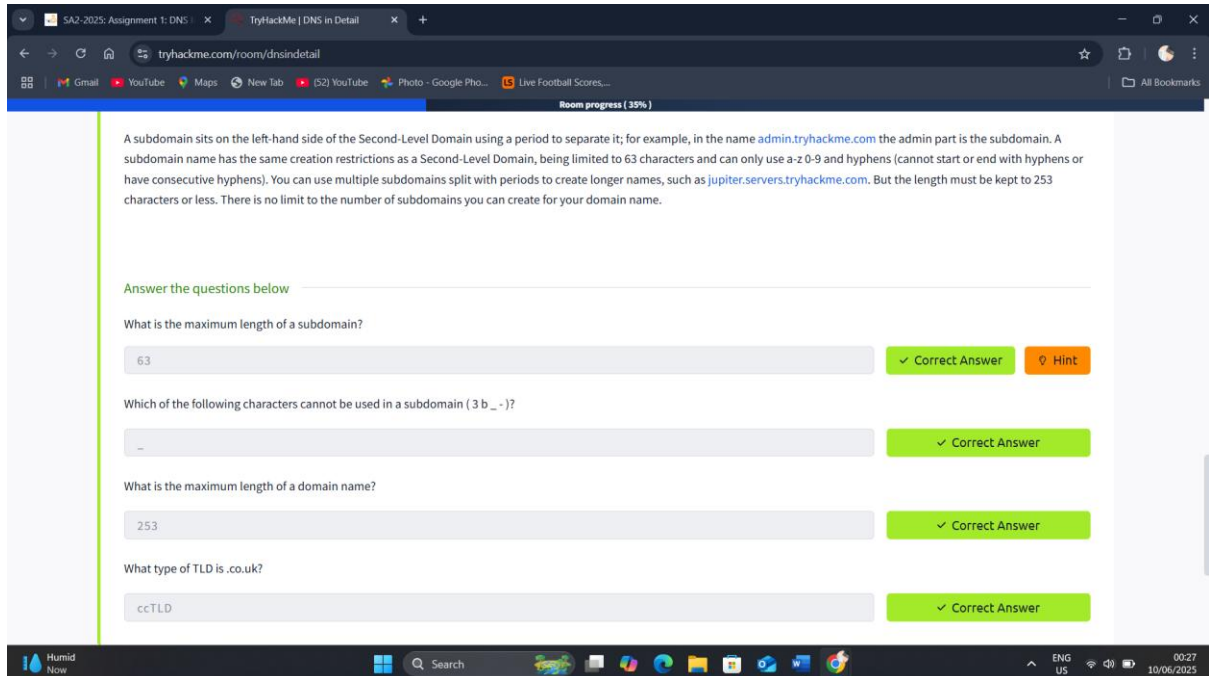 SA2-2025: Assignment 1: DNS
TryHackMe | DNS in Detail
tryhackme.com/room/dnsindetail
Gmail
YouTube
Maps
New Tab
(52) YouTube
Photo - Google Pho...
LS
Live Football Scores,...
All Bookmarks
Room progress ( 35% )
A subdomain sits on the left-hand side of the Second-Level Domain using a period to separate it; for example, in the name admin.tryhackme.com the admin part is the subdomain. A
subdomain name has the same creation restrictions as a Second-Level Domain, being limited to 63 characters and can only use a-z 0-9 and hyphens (cannot start or end with hyphens or
have consecutive hyphens). You can use multiple subdomains split with periods to create longer names, such as jupiter.servers.tryhackme.com. But the length must be kept to 253
characters or less. There is no limit to the number of subdomains you can create for your domain name.
Answer the questions below
What is the maximum length of a subdomain?
63
Correct Answer
Hint
Which of the following characters cannot be used in a subdomain ( 3 b _ - )?
_
Correct Answer
What is the maximum length of a domain name?
253
Correct Answer
What type of TLD is .co.uk?
ccTLD
Correct Answer
Humid
Now
Search
ENG
US
00:27
10/06/2025